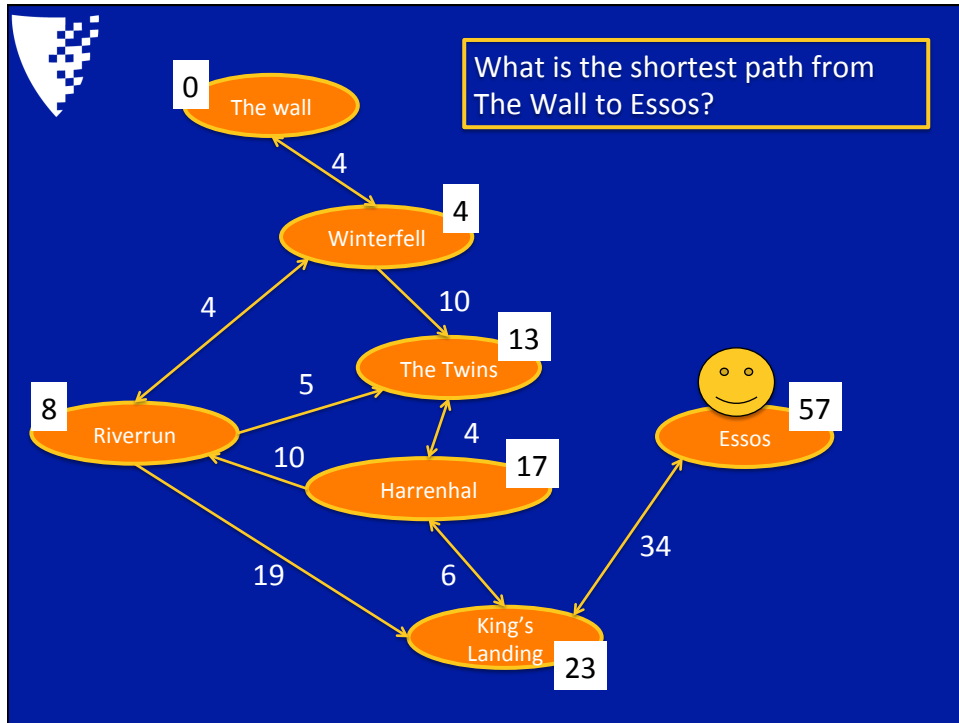 What is the shortest path from
The Wall to Essos?
0
The wall
4
4
Winterfell
4
10
13
The Twins
5
8
Riverrun
57
Essos
4
10
17
Harrenhal
34
19
6
King's
Landing
23